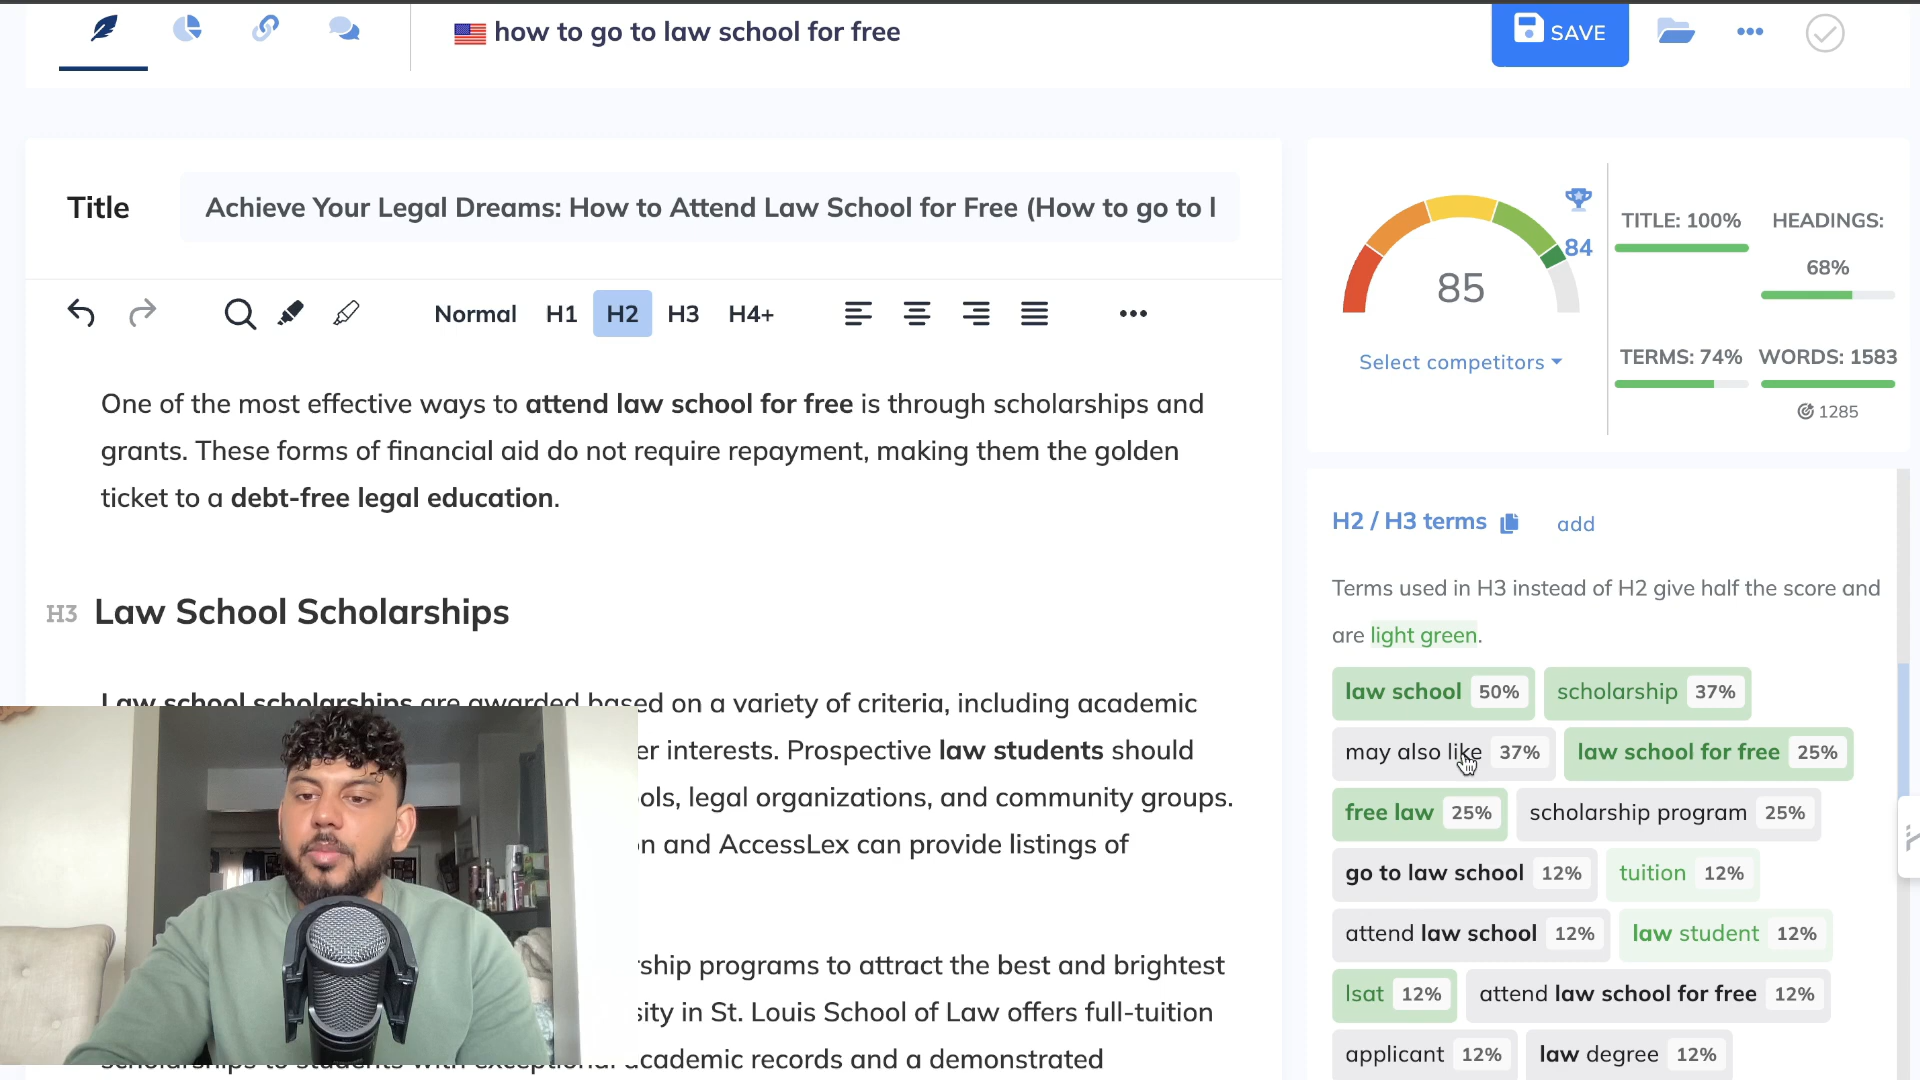 how to go to law school for free
SAVE
Title
Achieve Your Legal Dreams: How to Attend Law School for Free (How to go to l
Normal H1 H2 H3 H4+
One of the most effective ways to attend law school for free is through scholarships and
grants. These forms of financial aid do not require repayment, making them the golden
ticket to a debt-free legal education.
H3 Law School Scholarships
Law school scholarships are awarded based on a variety of criteria, including academic
er interests. Prospective law students should
ols, legal organizations, and community groups.
n and AccessLex can provide listings of
ship programs to attract the best and brightest
sity in St. Louis School of Law offers full-tuition
scholarships to students with exceptional academic records and a demonstrated
84
85
Select competitors
TITLE: 100%
HEADINGS:
68%
TERMS: 74%
WORDS: 1583
1285
H2 / H3 terms add
Terms used in H3 instead of H2 give half the score and
are light green.
law school 50% scholarship 37%
may also like 37% law school for free 25%
free law 25% scholarship program 25%
go to law school 12% tuition 12%
attend law school 12% law student 12%
lsat 12% attend law school for free 12%
applicant 12% law degree 12%